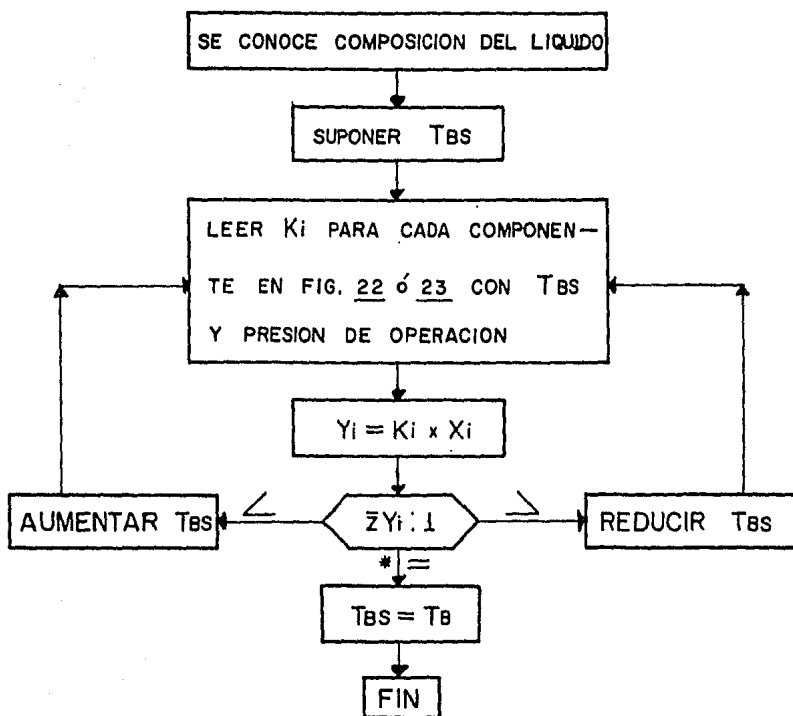 SE CONOCE COMPOSICION DEL LIQUIDO
SUPONER TBS
LEER Ki PARA CADA COMPONEN-
TE EN FIG. 22 ó 23 CON TBS
Y PRESION DE OPERACION
Yi = Ki x Xi
AUMENTAR TBS
<
Σ Yi : 1
>
REDUCIR TBS
* =
TBS = TB
FIN